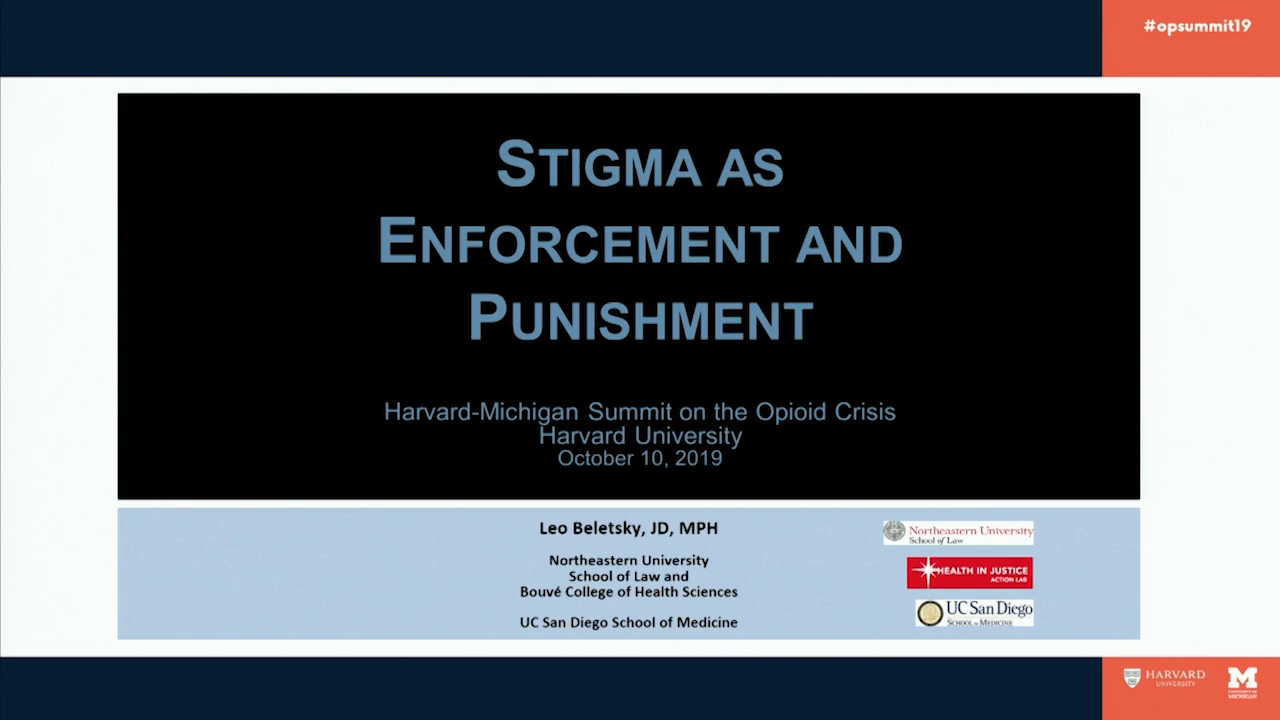 #opsummit19
STIGMA AS
ENFORCEMENT AND
PUNISHMENT
Harvard-Michigan Summit on the Opioid Crisis
Harvard University
October 10, 2019
Leo Beletsky, JD, MPH
Northeastern University
School of Law and
Bouvé College of Health Sciences
UC San Diego School of Medicine
Northeastern University
School of Law
HEALTH IN JUSTICE
ACTION LAB
UC San Diego
SCHOOL OF MEDICINE
HARVARD
UNIVERSITY
M
UNIVERSITY OF
MICHIGAN